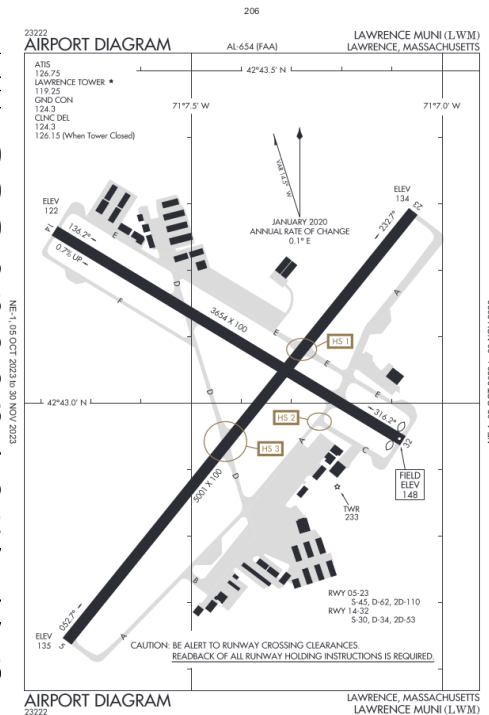 206
23222
AIRPORT DIAGRAM
AL-654 (FAA)
LAWRENCE MUNI (LWM)
LAWRENCE, MASSACHUSETTS
ATIS
126.75
LAWRENCE TOWER *
119.25
GND CON
124.3
CLNC DEL
124.3
126.15 (When Tower Closed)
42°43.5' N
71°7.5' W
71°7.0' W
VAR 14.5° W
JANUARY 2020
ANNUAL RATE OF CHANGE
0.1° E
ELEV
122
14
136.2°
0.7% UP
E
F
D
3654 X 100
E
ELEV
134
23
232.7°
A
HS 1
E
E
42°43.0' N
D
316.2°
32
HS 2
A
C
HS 3
FIELD
ELEV
148
5001 X 100
D
TWR
233
B
RWY 05-23
S-45, D-62, 2D-110
RWY 14-32
S-30, D-34, 2D-53
052.7°
5
ELEV
135
A
CAUTION: BE ALERT TO RUNWAY CROSSING CLEARANCES.
READBACK OF ALL RUNWAY HOLDING INSTRUCTIONS IS REQUIRED.
NE-1, 05 OCT 2023 to 30 NOV 2023
AIRPORT DIAGRAM
23222
LAWRENCE, MASSACHUSETTS
LAWRENCE MUNI (LWM)